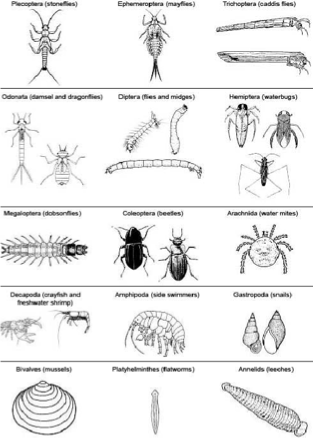 Plecoptera (stoneflies)
Ephemeroptera (mayflies)
Trichoptera (caddis flies)
Odonata (damsel and dragonflies)
Diptera (flies and midges)
Hemiptera (waterbugs)
Megaloptera (dobsonflies)
Coleoptera (beetles)
Arachnida (water mites)
Decapoda (crayfish and
freshwater shrimp)
Amphipoda (side swimmers)
Gastropoda (snails)
Bivalves (mussels)
Platyhelminthes (flatworms)
Annelids (leeches)